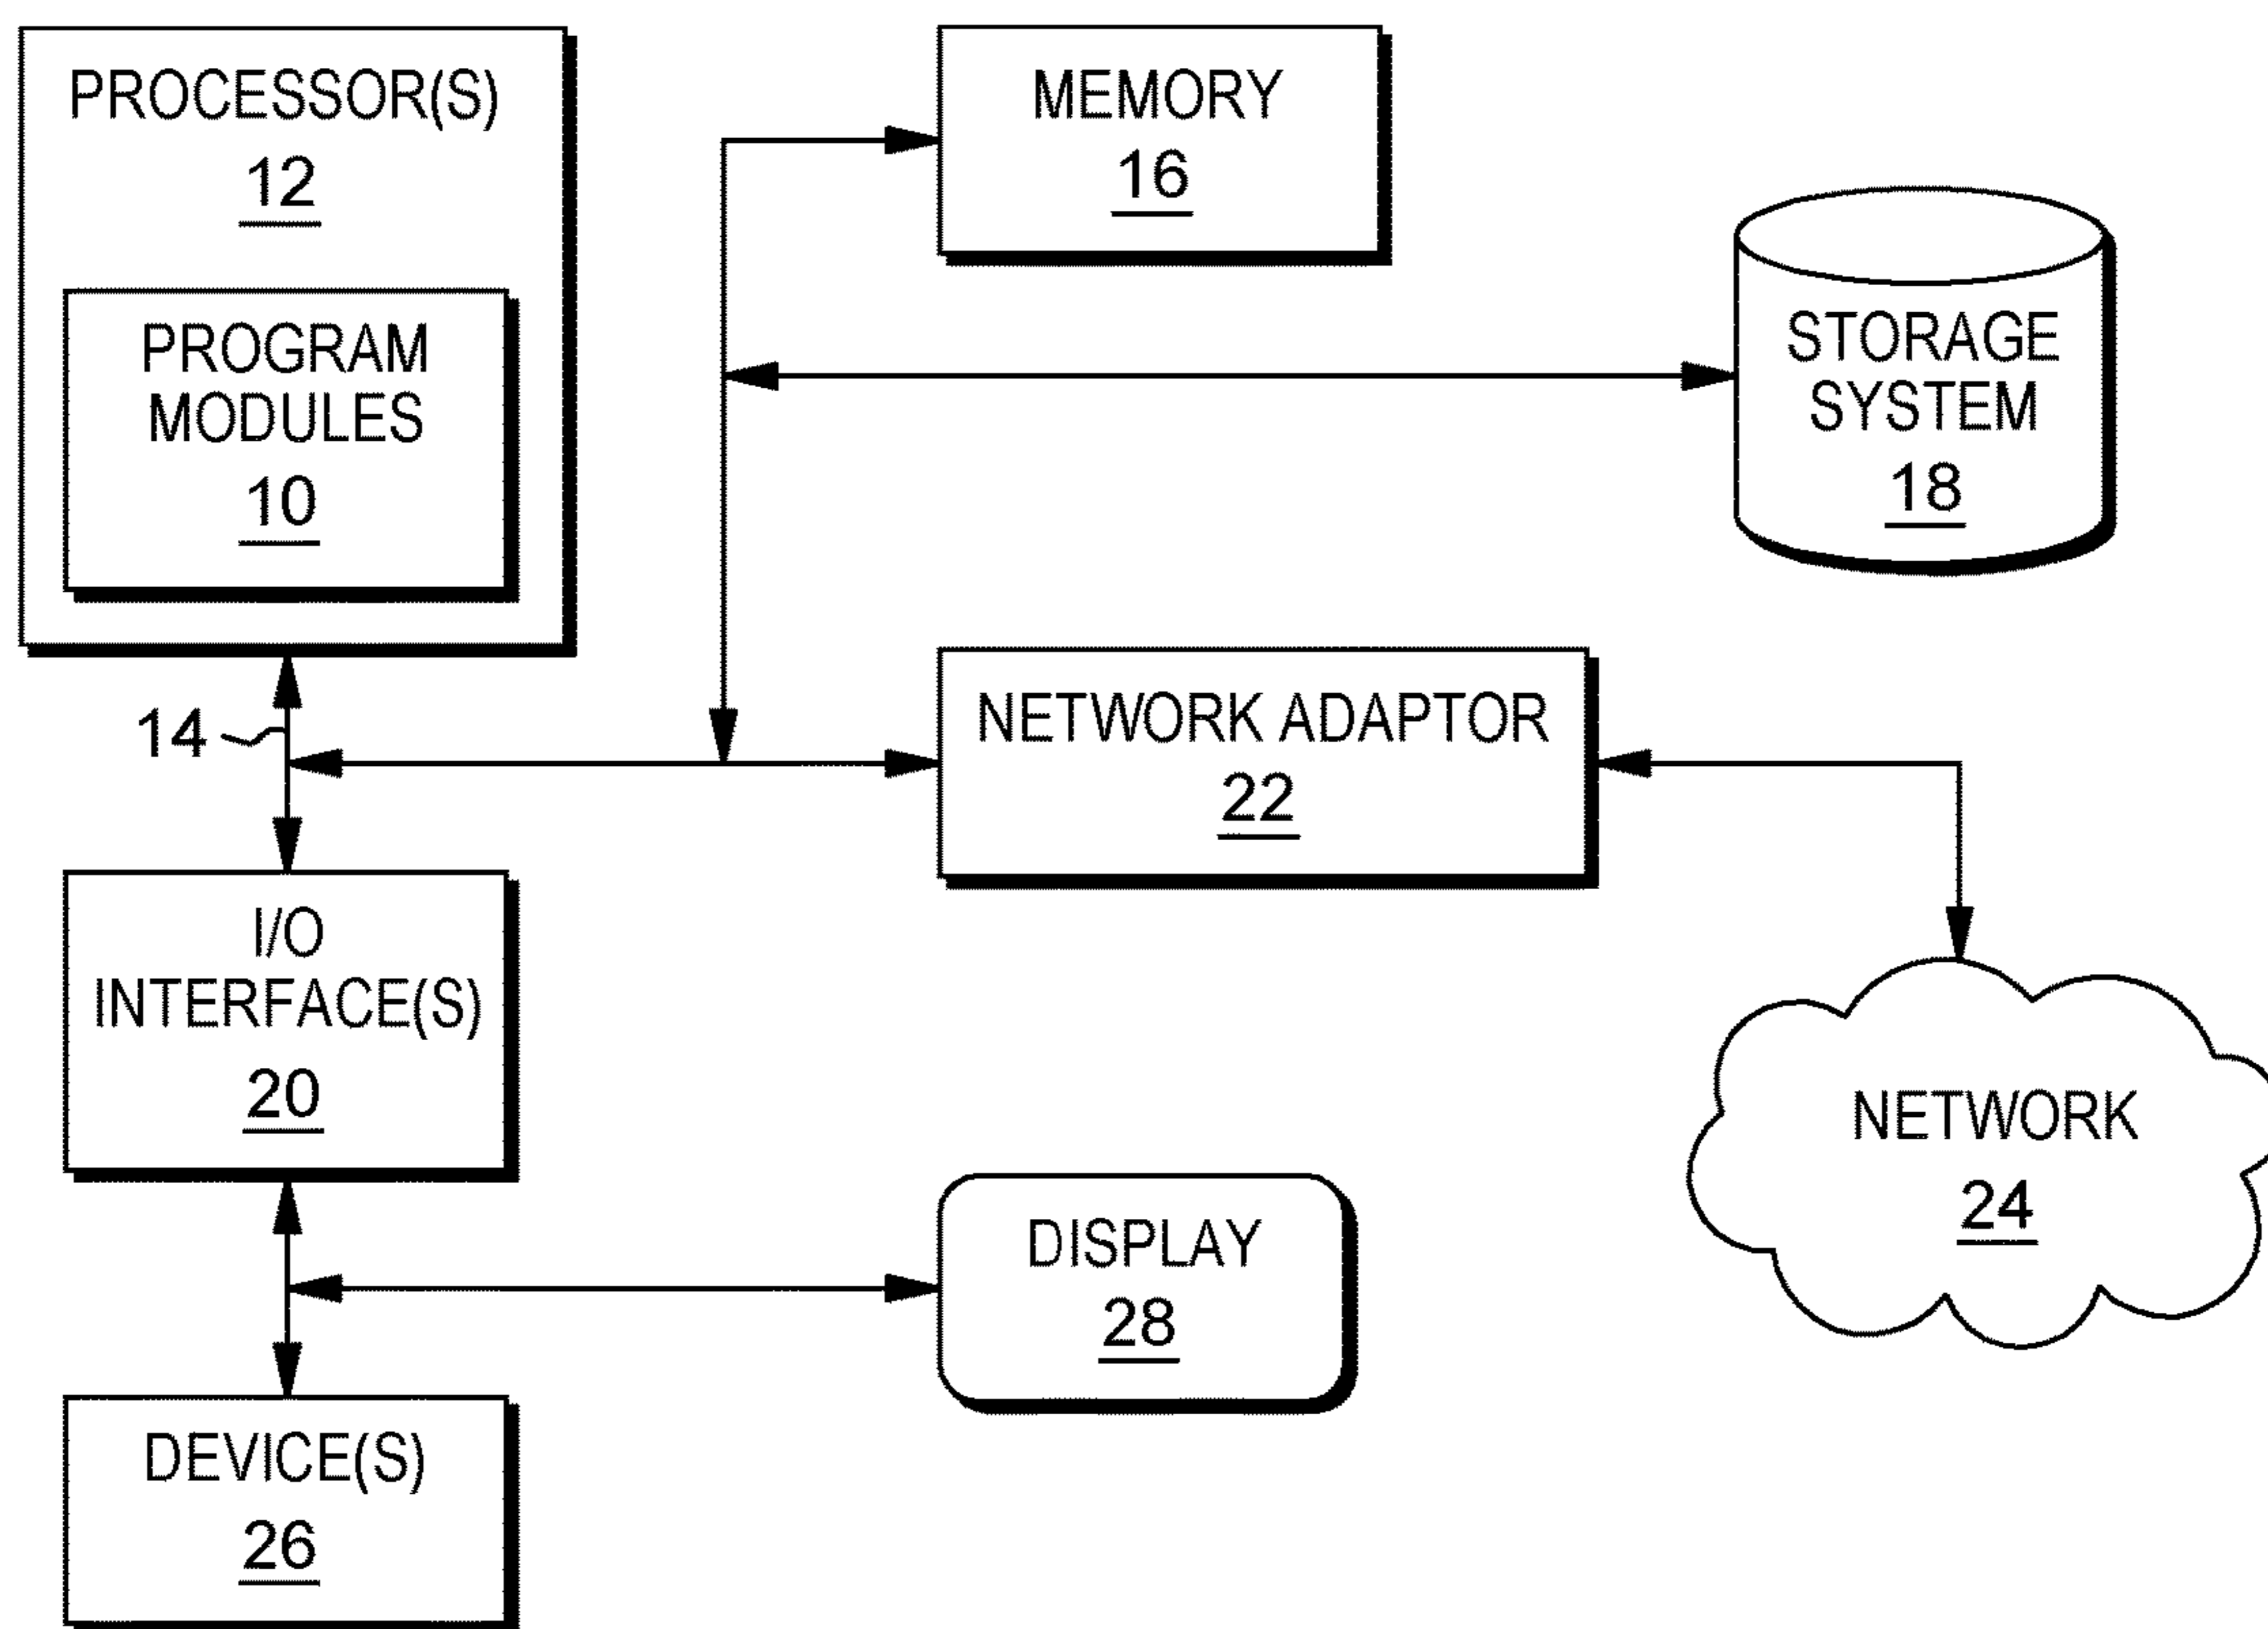 PROCESSOR(S)
12
PROGRAM
MODULES
10
MEMORY
16
STORAGE
SYSTEM
18
14
NETWORK ADAPTOR
22
I/O
INTERFACE(S)
20
NETWORK
24
DISPLAY
28
DEVICE(S)
26